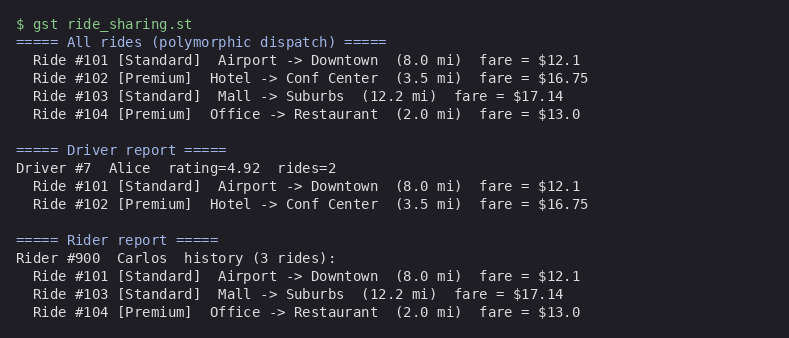 $ gst ride_sharing.st
===== All rides (polymorphic dispatch) =====
  Ride #101 [Standard]  Airport -> Downtown  (8.0 mi)  fare = $12.1
  Ride #102 [Premium]  Hotel -> Conf Center  (3.5 mi)  fare = $16.75
  Ride #103 [Standard]  Mall -> Suburbs  (12.2 mi)  fare = $17.14
  Ride #104 [Premium]  Office -> Restaurant  (2.0 mi)  fare = $13.0

===== Driver report =====
Driver #7  Alice  rating=4.92  rides=2
  Ride #101 [Standard]  Airport -> Downtown  (8.0 mi)  fare = $12.1
  Ride #102 [Premium]  Hotel -> Conf Center  (3.5 mi)  fare = $16.75

===== Rider report =====
Rider #900  Carlos  history (3 rides):
  Ride #101 [Standard]  Airport -> Downtown  (8.0 mi)  fare = $12.1
  Ride #103 [Standard]  Mall -> Suburbs  (12.2 mi)  fare = $17.14
  Ride #104 [Premium]  Office -> Restaurant  (2.0 mi)  fare = $13.0